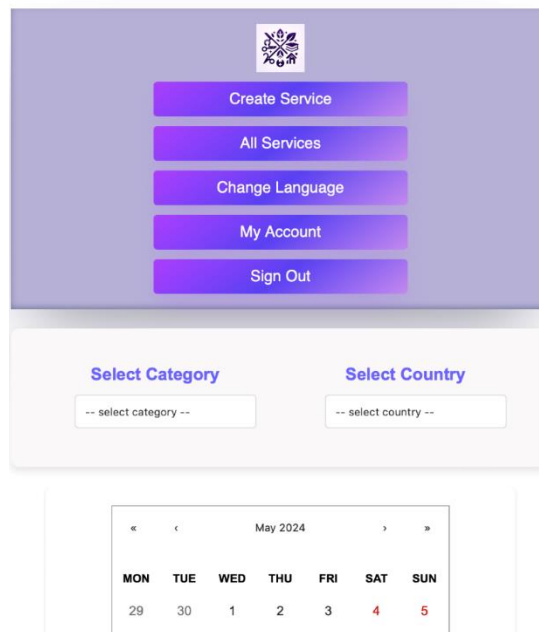 Create Service
All Services
Change Language
My Account
Sign Out
Select Category Select Country
-- select category -- -- select country --
« ‹ May 2024 › »
MON TUE WED THU FRI SAT SUN
29 30 1 2 3 4 5